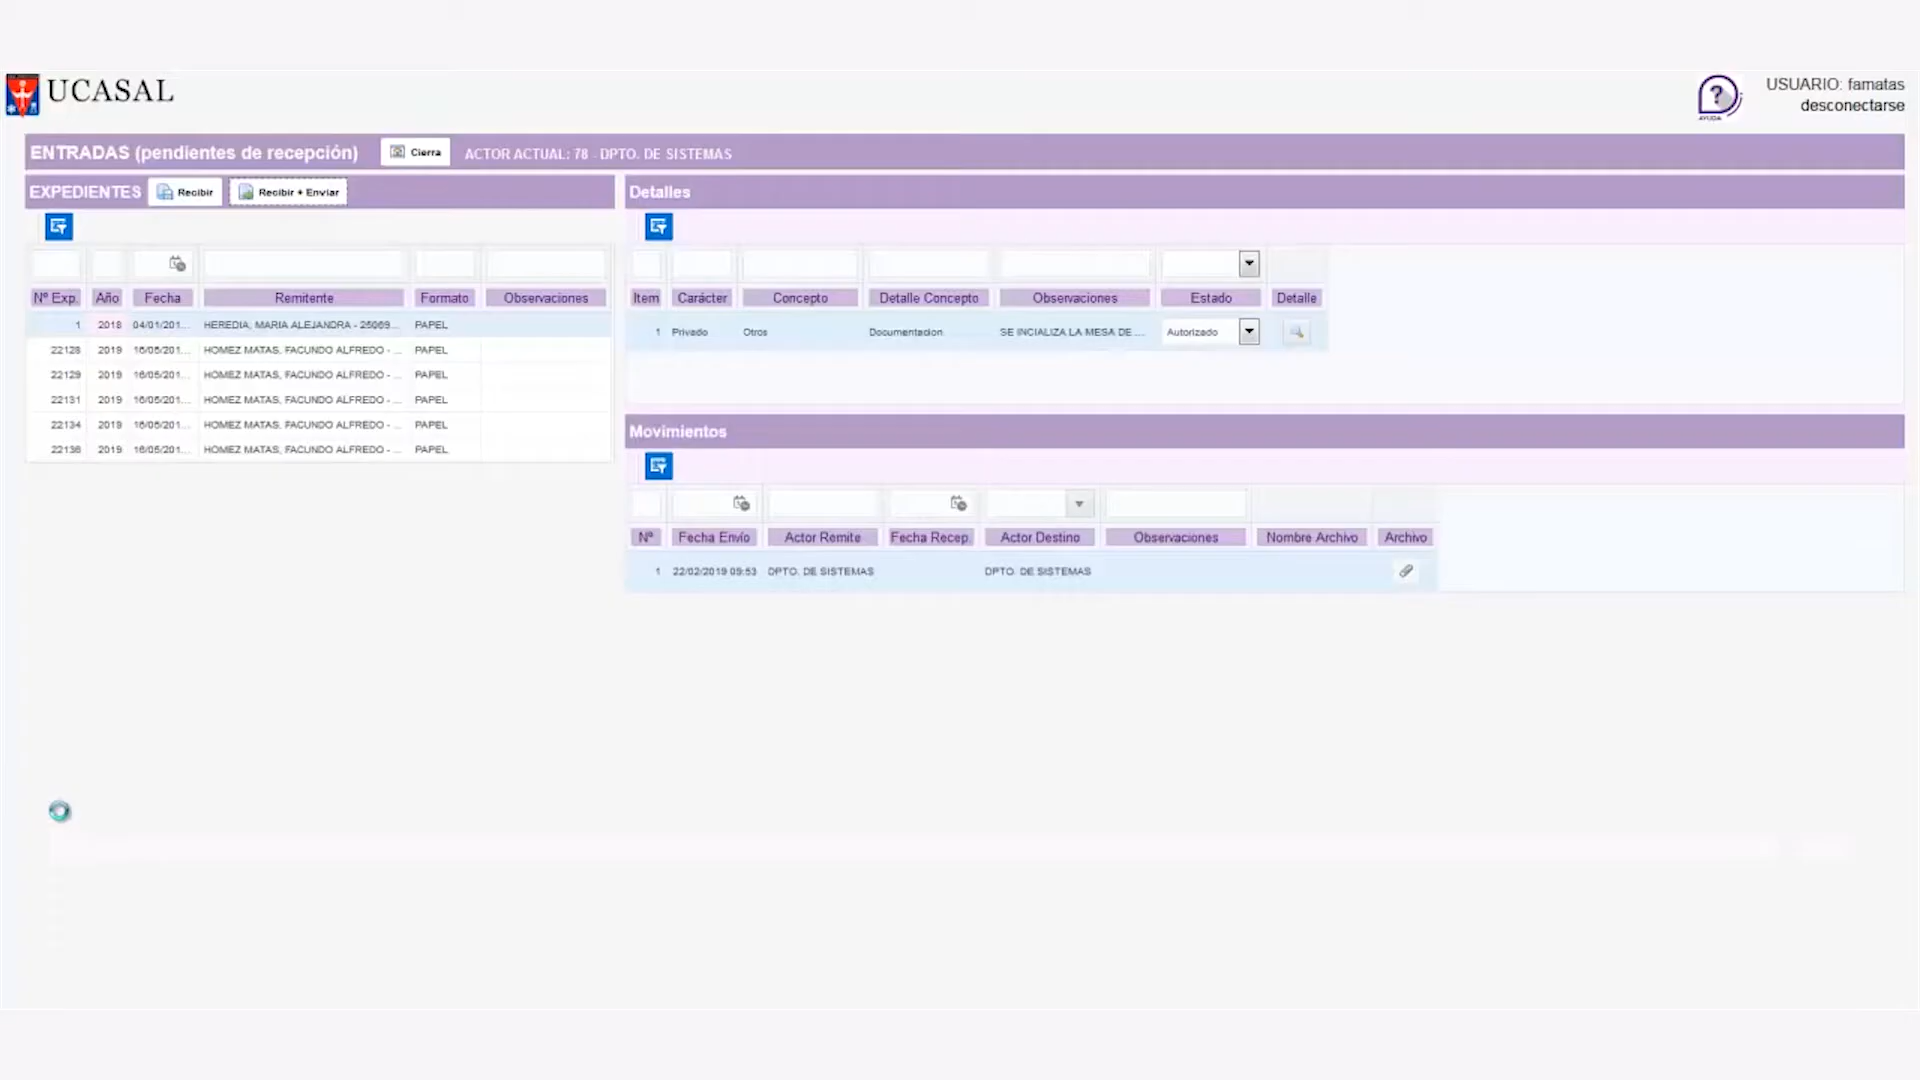 UCASAL
AYUDA
USUARIO: famatas
desconectarse
ENTRADAS (pendientes de recepción) Cierra ACTOR ACTUAL: 78 - DPTO. DE SISTEMAS
EXPEDIENTES Recibir Recibir + Enviar
Nº Exp. Año Fecha Remitente Formato Observaciones
1 2018 04/01/201... HEREDIA, MARIA ALEJANDRA - 25069... PAPEL
22128 2019 16/05/201... HOMEZ MATAS, FACUNDO ALFREDO - ... PAPEL
22129 2019 16/05/201... HOMEZ MATAS, FACUNDO ALFREDO - ... PAPEL
22131 2019 16/05/201... HOMEZ MATAS, FACUNDO ALFREDO - ... PAPEL
22134 2019 16/05/201... HOMEZ MATAS, FACUNDO ALFREDO - ... PAPEL
22136 2019 16/05/201... HOMEZ MATAS, FACUNDO ALFREDO - ... PAPEL
Detalles
Item Carácter Concepto Detalle Concepto Observaciones Estado Detalle
1 Privado Otros Documentacion SE INCIALIZA LA MESA DE ... Autorizado
Movimientos
Nº Fecha Envío Actor Remite Fecha Recep. Actor Destino Observaciones Nombre Archivo Archivo
1 22/02/2019 09:53 DPTO. DE SISTEMAS DPTO. DE SISTEMAS